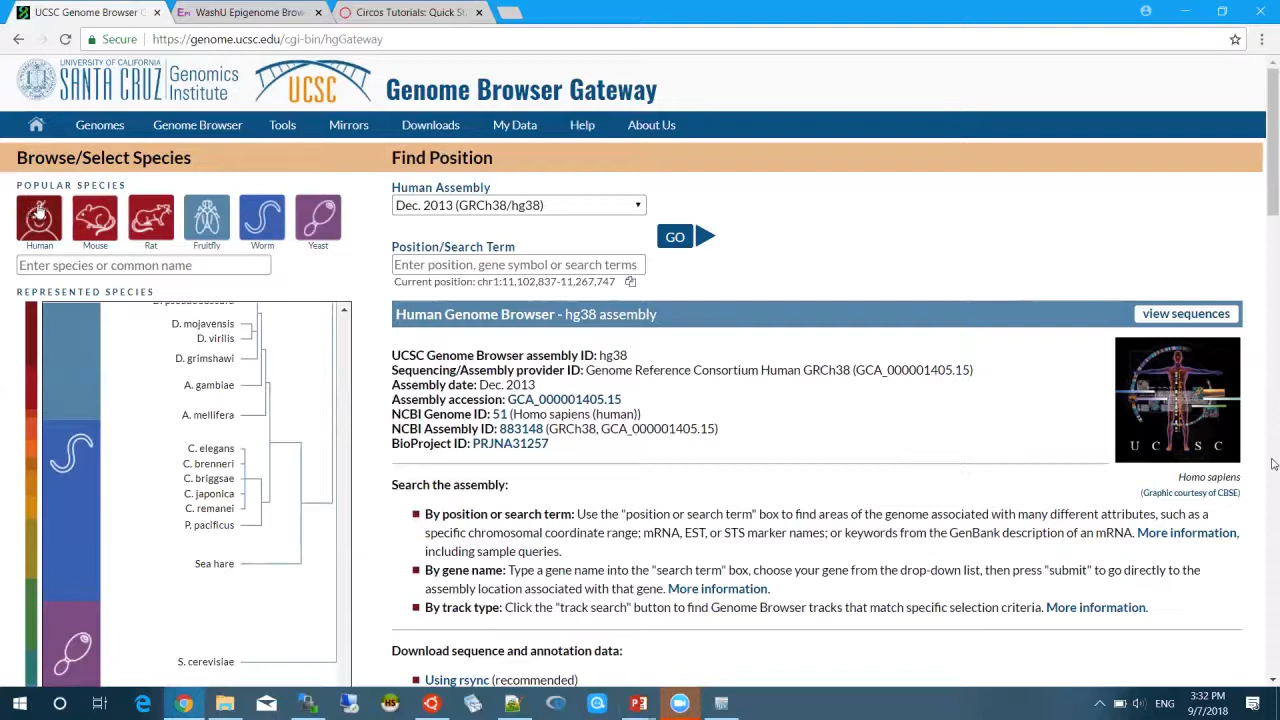 UCSC Genome Browser G
WashU Epigenome Brow
Circos Tutorials: Quick St
Secure
https://genome.ucsc.edu/cgi-bin/hgGateway
UNIVERSITY OF CALIFORNIA
SANTA CRUZ
Genomics
Institute
UCSC
Genome Browser Gateway
Genomes
Genome Browser
Tools
Mirrors
Downloads
My Data
Help
About Us
Browse/Select Species
POPULAR SPECIES
Human
Mouse
Rat
Fruitfly
Worm
Yeast
Enter species or common name
REPRESENTED SPECIES
D. mojavensis
D. virilis
D. grimshawi
A. gambiae
A. mellifera
C. elegans
C. brenneri
C. briggsae
C. japonica
C. remanei
P. pacificus
Sea hare
S. cerevisiae
Find Position
Human Assembly
Dec. 2013 (GRCh38/hg38)
Position/Search Term
GO
Enter position, gene symbol or search terms
Current position: chr1:11,102,837-11,267,747
Human Genome Browser - hg38 assembly
view sequences
UCSC Genome Browser assembly ID: hg38
Sequencing/Assembly provider ID: Genome Reference Consortium Human GRCh38 (GCA_000001405.15)
Assembly date: Dec. 2013
Assembly accession: GCA_000001405.15
NCBI Genome ID: 51 (Homo sapiens (human))
NCBI Assembly ID: 883148 (GRCh38, GCA_000001405.15)
BioProject ID: PRJNA31257
U C S C
Homo sapiens
(Graphic courtesy of CBSE)
Search the assembly:
By position or search term: Use the "position or search term" box to find areas of the genome associated with many different attributes, such as a
specific chromosomal coordinate range; mRNA, EST, or STS marker names; or keywords from the GenBank description of an mRNA. More information,
including sample queries.
By gene name: Type a gene name into the "search term" box, choose your gene from the drop-down list, then press "submit" to go directly to the
assembly location associated with that gene. More information.
By track type: Click the "track search" button to find Genome Browser tracks that match specific selection criteria. More information.
Download sequence and annotation data:
Using rsync (recommended)
ENG
3:32 PM
9/7/2018